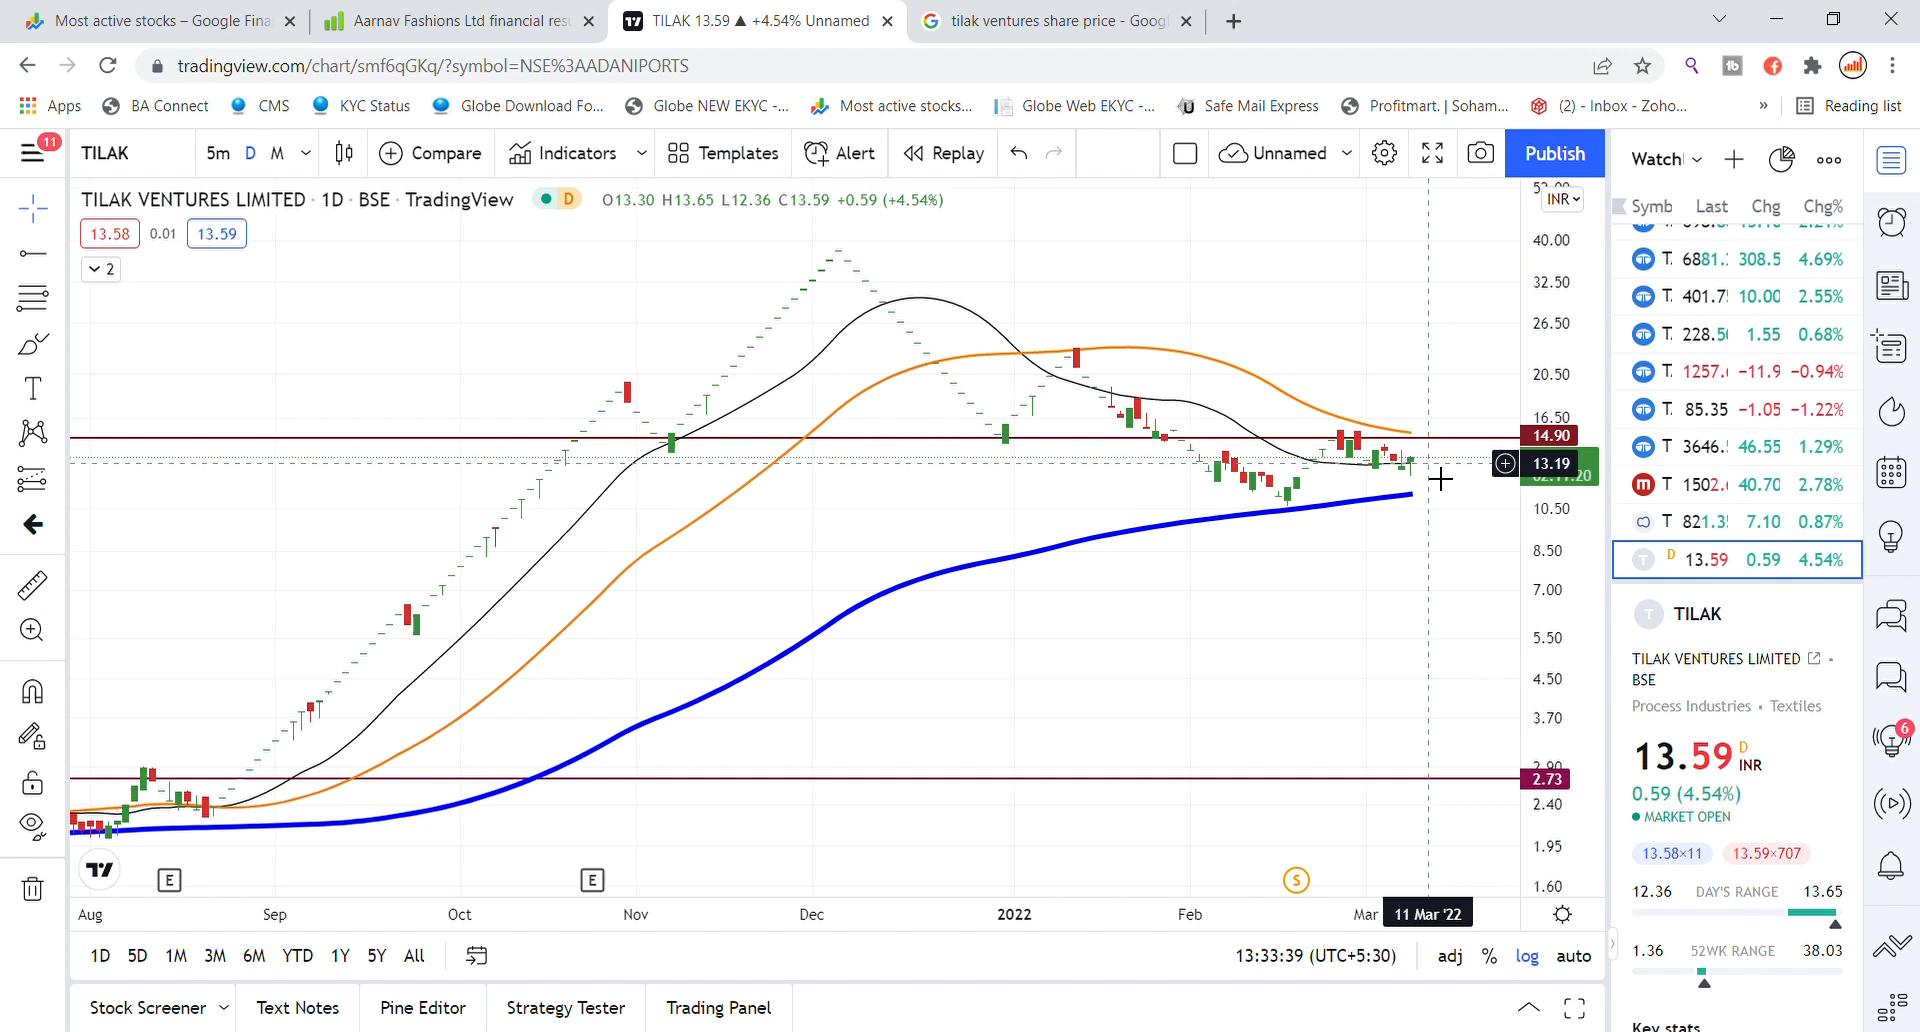 Most active stocks – Google Fina
Aarnav Fashions Ltd financial resu
TILAK 13.59 ▲ +4.54% Unnamed
tilak ventures share price - Goog
tradingview.com/chart/smf6qGKq/?symbol=NSE%3AADANIPORTS
Apps
BA Connect
CMS
KYC Status
Globe Download Fo...
Globe NEW EKYC -...
Most active stocks...
Globe Web EKYC -...
Safe Mail Express
Profitmart. | Soham...
(2) - Inbox - Zoho...
»
Reading list
11
TILAK
5m D M
Compare
Indicators
Templates
Alert
Replay
Unnamed
Publish
Watchl
TILAK VENTURES LIMITED · 1D · BSE · TradingView
D
O13.30 H13.65 L12.36 C13.59 +0.59 (+4.54%)
INR
13.58 0.01 13.59
2
Symb Last Chg Chg%
T. 6881. 308.5 4.69%
T. 401.7 10.00 2.55%
T. 228.5 1.55 0.68%
T. 1257. −11.9 −0.94%
T. 85.35 −1.05 −1.22%
T. 3646. 46.55 1.29%
T 1502. 40.70 2.78%
T 821.3 7.10 0.87%
T D 13.59 0.59 4.54%
40.00
32.50
26.50
20.50
16.50
14.90
13.19
10.50
8.50
7.00
5.50
4.50
3.70
2.90
2.73
2.40
1.95
1.60
E
E
S
Aug Sep Oct Nov Dec 2022 Feb Mar 11 Mar '22
1D 5D 1M 3M 6M YTD 1Y 5Y All
13:33:39 (UTC+5:30)
adj % log auto
Stock Screener
Text Notes
Pine Editor
Strategy Tester
Trading Panel
T TILAK
TILAK VENTURES LIMITED
BSE
Process Industries • Textiles
13.59 D INR
0.59 (4.54%)
MARKET OPEN
13.58×11 13.59×707
12.36 DAY'S RANGE 13.65
1.36 52WK RANGE 38.03
Key stats
6